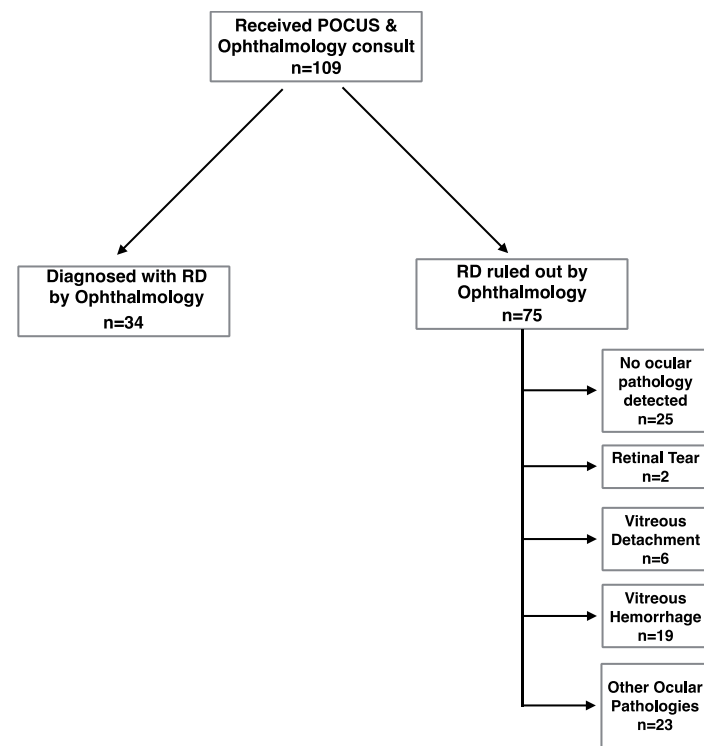 Received POCUS &
Ophthalmology consult
n=109
Diagnosed with RD
by Ophthalmology
n=34
RD ruled out by
Ophthalmology
n=75
No ocular
pathology
detected
n=25
Retinal Tear
n=2
Vitreous
Detachment
n=6
Vitreous
Hemorrhage
n=19
Other Ocular
Pathologies
n=23